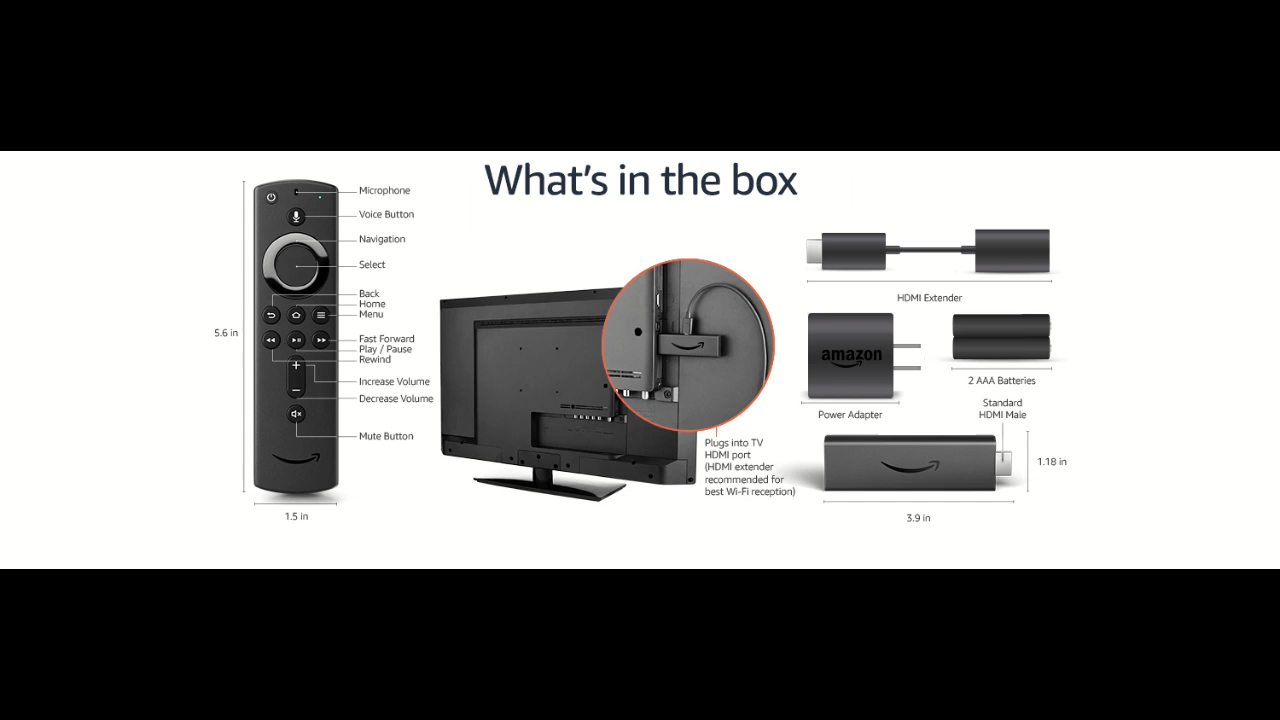 What's in the box
Microphone
Voice Button
Navigation
Select
Back
Home
Menu
Fast Forward
Play / Pause
Rewind
Increase Volume
Decrease Volume
Mute Button
5.6 in
1.5 in
Plugs into TV
HDMI port
(HDMI extender
recommended for
best Wi-Fi reception)
HDMI Extender
amazon
Power Adapter
2 AAA Batteries
Standard
HDMI Male
1.18 in
3.9 in